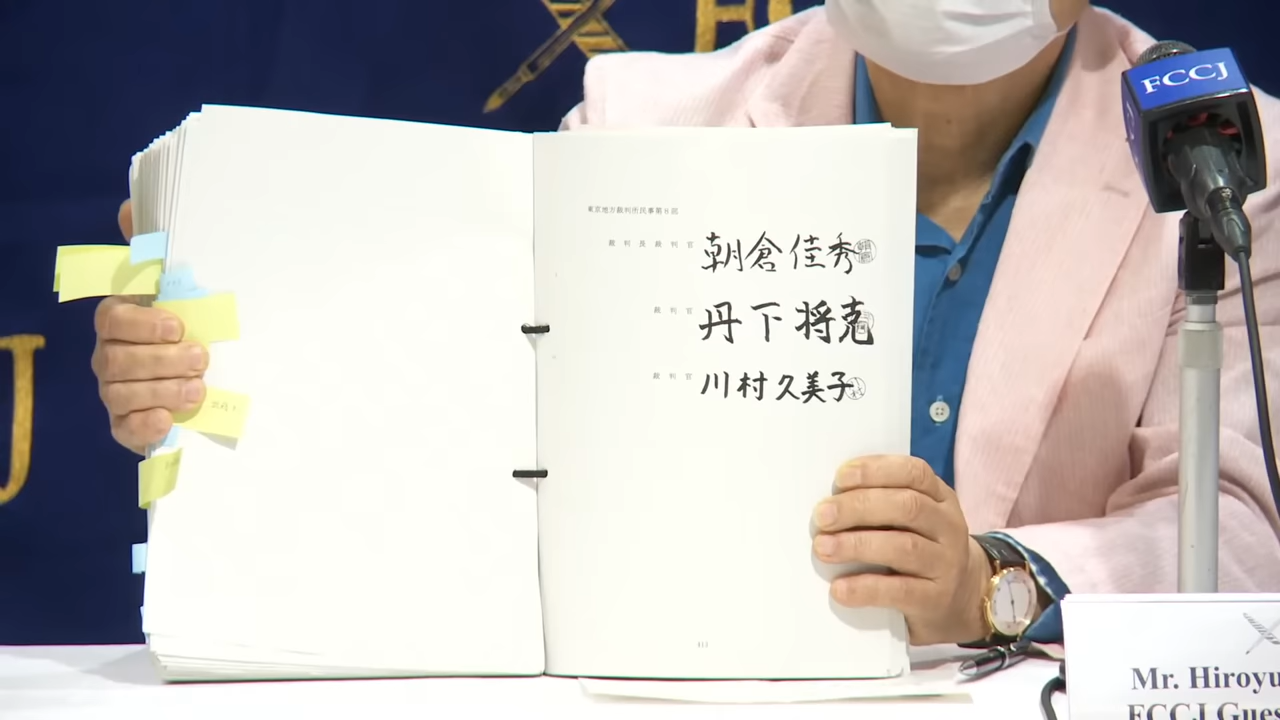 FCCJ
東京地方裁判所民事第8部
裁判長裁判官 朝倉佳秀
裁判官 丹下将克
裁判官 川村久美子
J
Mr. Hiroyu
FCCJ Gues